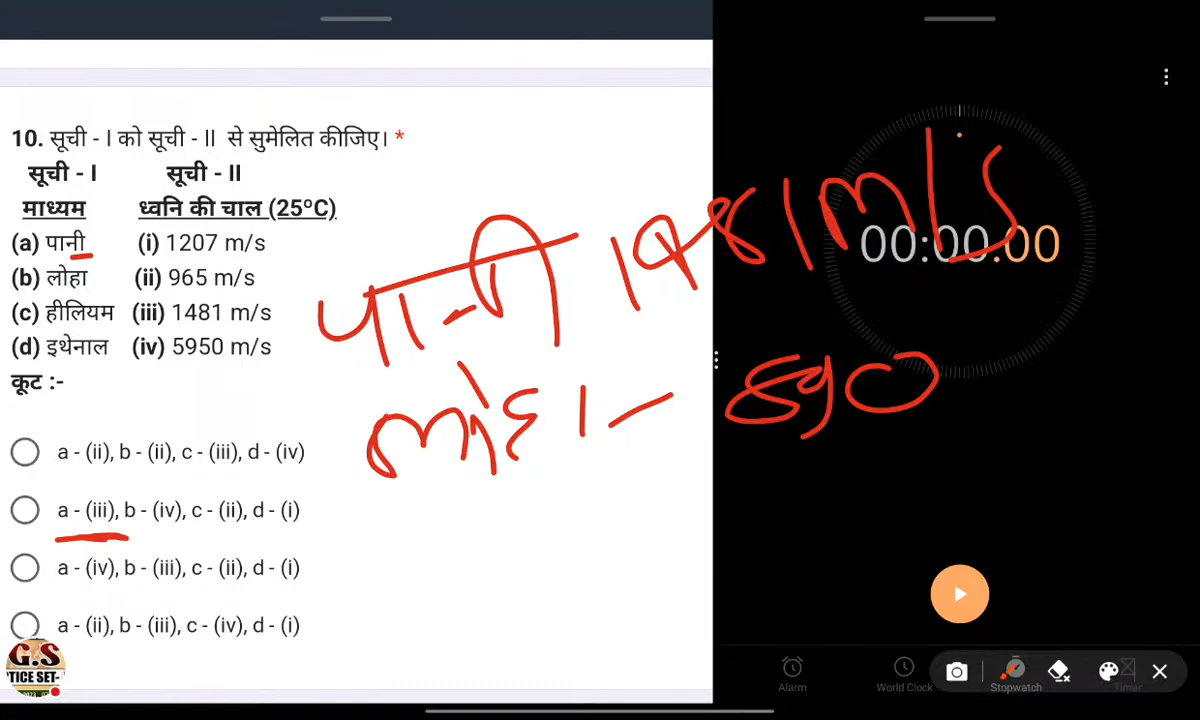 10. सूची - I को सूची - II से सुमेलित कीजिए। *
सूची - I सूची - II
माध्यम ध्वनि की चाल (25°C)
(a) पानी (i) 1207 m/s
(b) लोहा (ii) 965 m/s
(c) हीलियम (iii) 1481 m/s
(d) इथेनाल (iv) 5950 m/s
कूट :-
a - (ii), b - (ii), c - (iii), d - (iv)
a - (iii), b - (iv), c - (ii), d - (i)
a - (iv), b - (iii), c - (ii), d - (i)
a - (ii), b - (iii), c - (iv), d - (i)
पानी 1481 m/s
लोहा -
00:00.00
G.S
TICE SET-
Alarm
World Clock
Stopwatch
Timer